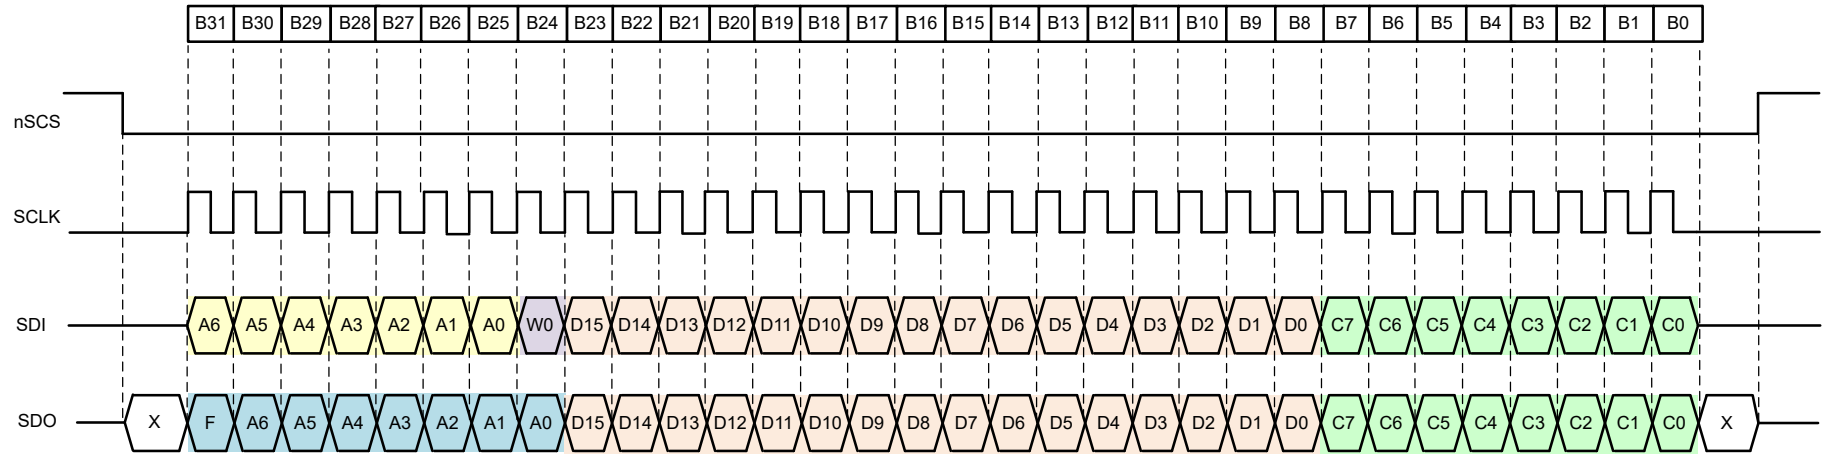 B31 B30 B29 B28 B27 B26 B25 B24 B23 B22 B21 B20 B19 B18 B17 B16 B15 B14 B13 B12 B11 B10 B9 B8 B7 B6 B5 B4 B3 B2 B1 B0
nSCS
SCLK
SDI A6 A5 A4 A3 A2 A1 A0 W0 D15 D14 D13 D12 D11 D10 D9 D8 D7 D6 D5 D4 D3 D2 D1 D0 C7 C6 C5 C4 C3 C2 C1 C0
SDO X F A6 A5 A4 A3 A2 A1 A0 D15 D14 D13 D12 D11 D10 D9 D8 D7 D6 D5 D4 D3 D2 D1 D0 C7 C6 C5 C4 C3 C2 C1 C0 X